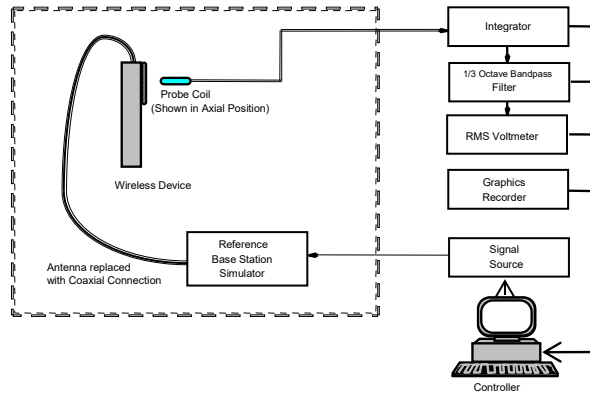 Integrator
1/3 Octave Bandpass
Filter
RMS Voltmeter
Graphics
Recorder
Probe Coil
(Shown in Axial Position)
Wireless Device
Reference
Base Station
Simulator
Signal
Source
Antenna replaced
with Coaxial Connection
Controller